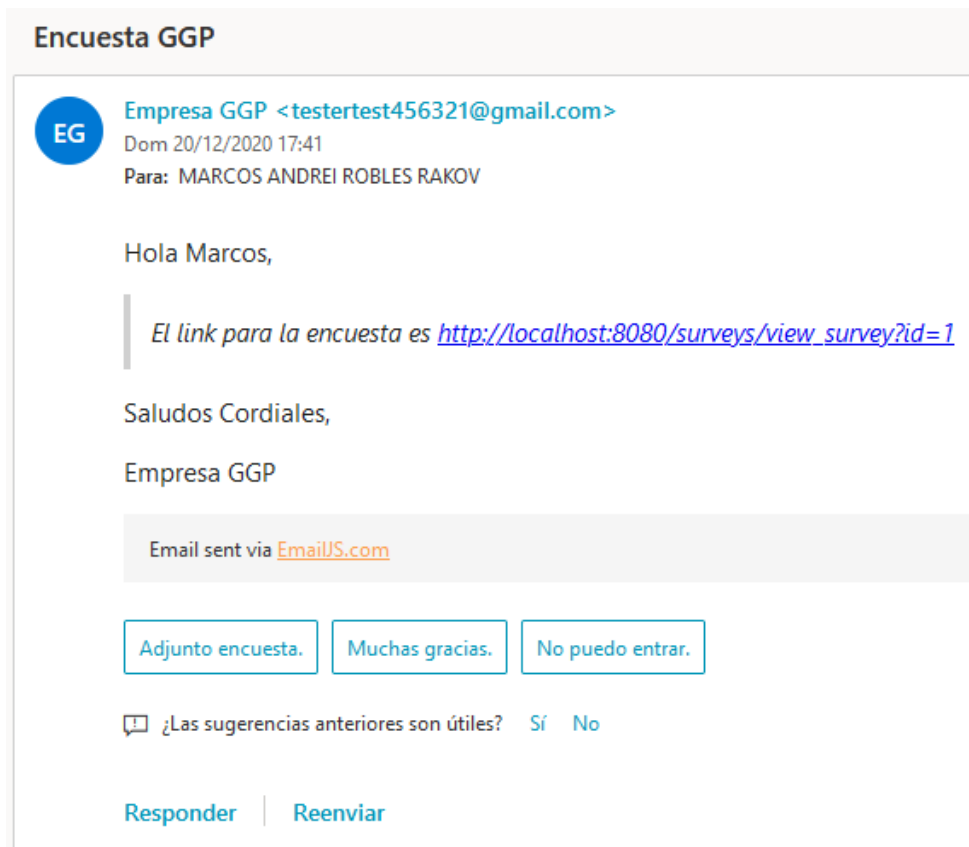 Encuesta GGP
EG
Empresa GGP <testertest456321@gmail.com>
Dom 20/12/2020 17:41
Para: MARCOS ANDREI ROBLES RAKOV
Hola Marcos,
El link para la encuesta es http://localhost:8080/surveys/view_survey?id=1
Saludos Cordiales,
Empresa GGP
Email sent via EmailJS.com
Adjunto encuesta. Muchas gracias. No puedo entrar.
¿Las sugerencias anteriores son útiles? Sí No
Responder Reenviar